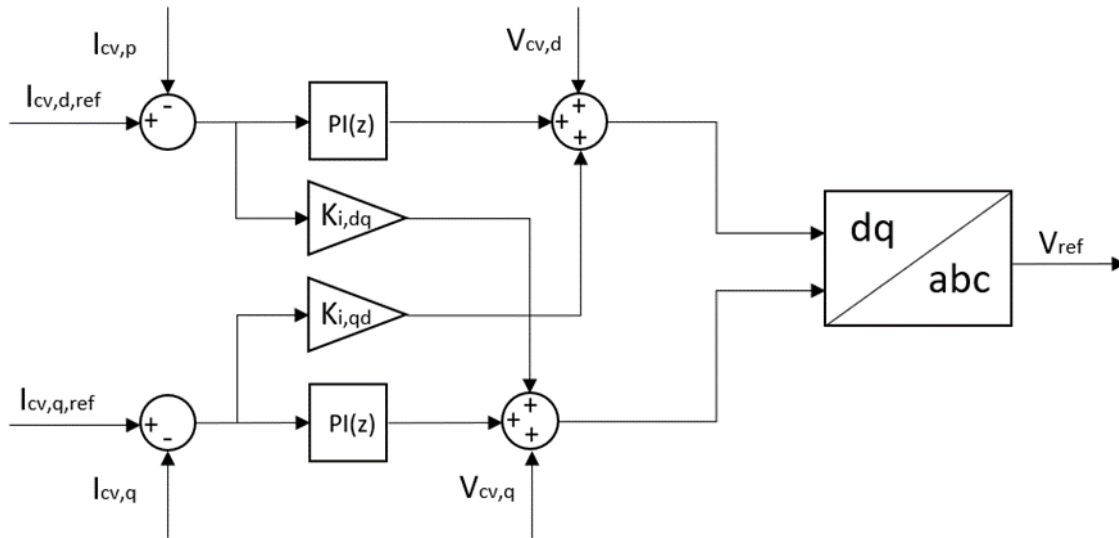 Icv,p
Vcv,d
Icv,d,ref
-
+
PI(z)
+
+
+
Ki,dq
dq
Vref
abc
Ki,qd
Icv,q,ref
+
-
PI(z)
+
+
+
Icv,q
Vcv,q